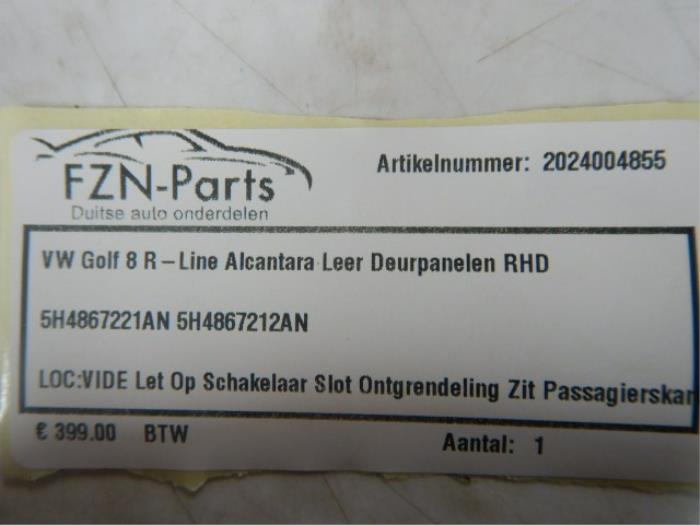 FZN-Parts
Duitse auto onderdelen
Artikelnummer: 2024004855
VW Golf 8 R-Line Alcantara Leer Deurpanelen RHD
5H4867221AN 5H4867212AN
LOC:VIDE Let Op Schakelaar Slot Ontgrendeling Zit Passagierskan
€ 399.00 BTW
Aantal: 1